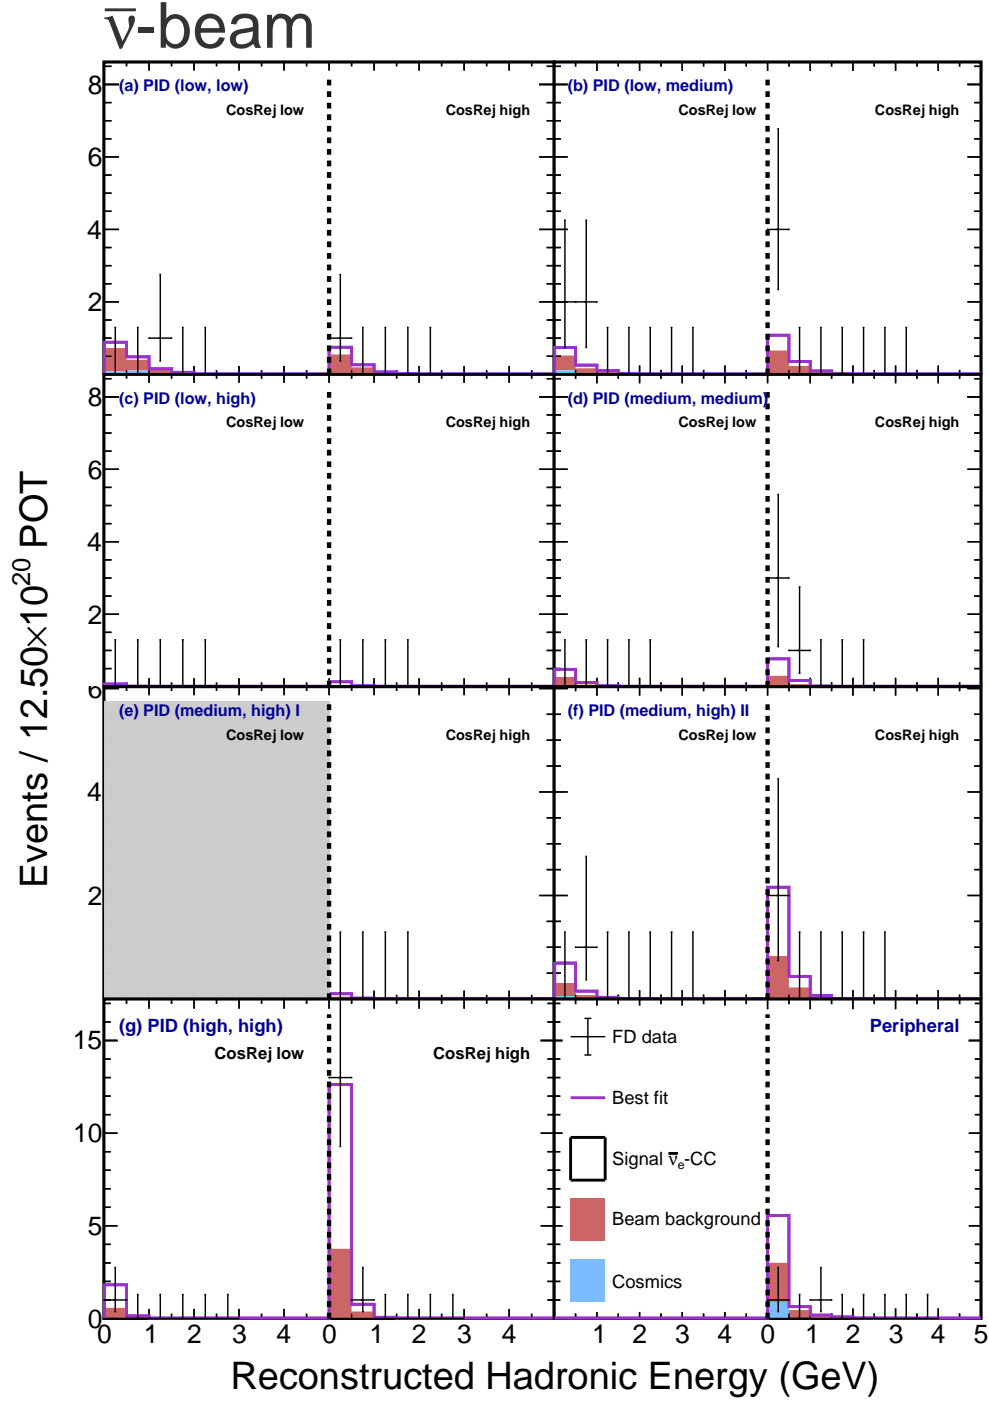 ν̅-beam
(a) PID (low, low)
CosRej low
CosRej high
(b) PID (low, medium)
CosRej low
CosRej high
8
6
4
2
(c) PID (low, high)
CosRej low
CosRej high
(d) PID (medium, medium)
CosRej low
CosRej high
8
6
4
2
(e) PID (medium, high) I
CosRej low
CosRej high
(f) PID (medium, high) II
CosRej low
CosRej high
6
4
2
(g) PID (high, high)
CosRej low
CosRej high
Peripheral
FD data
Best fit
Signal ν̅ₑ-CC
Beam background
Cosmics
15
10
5
0
0 1 2 3 4 0 1 2 3 4 1 2 3 4 0 1 2 3 4 5
Events / 12.50×10²⁰ POT
Reconstructed Hadronic Energy (GeV)